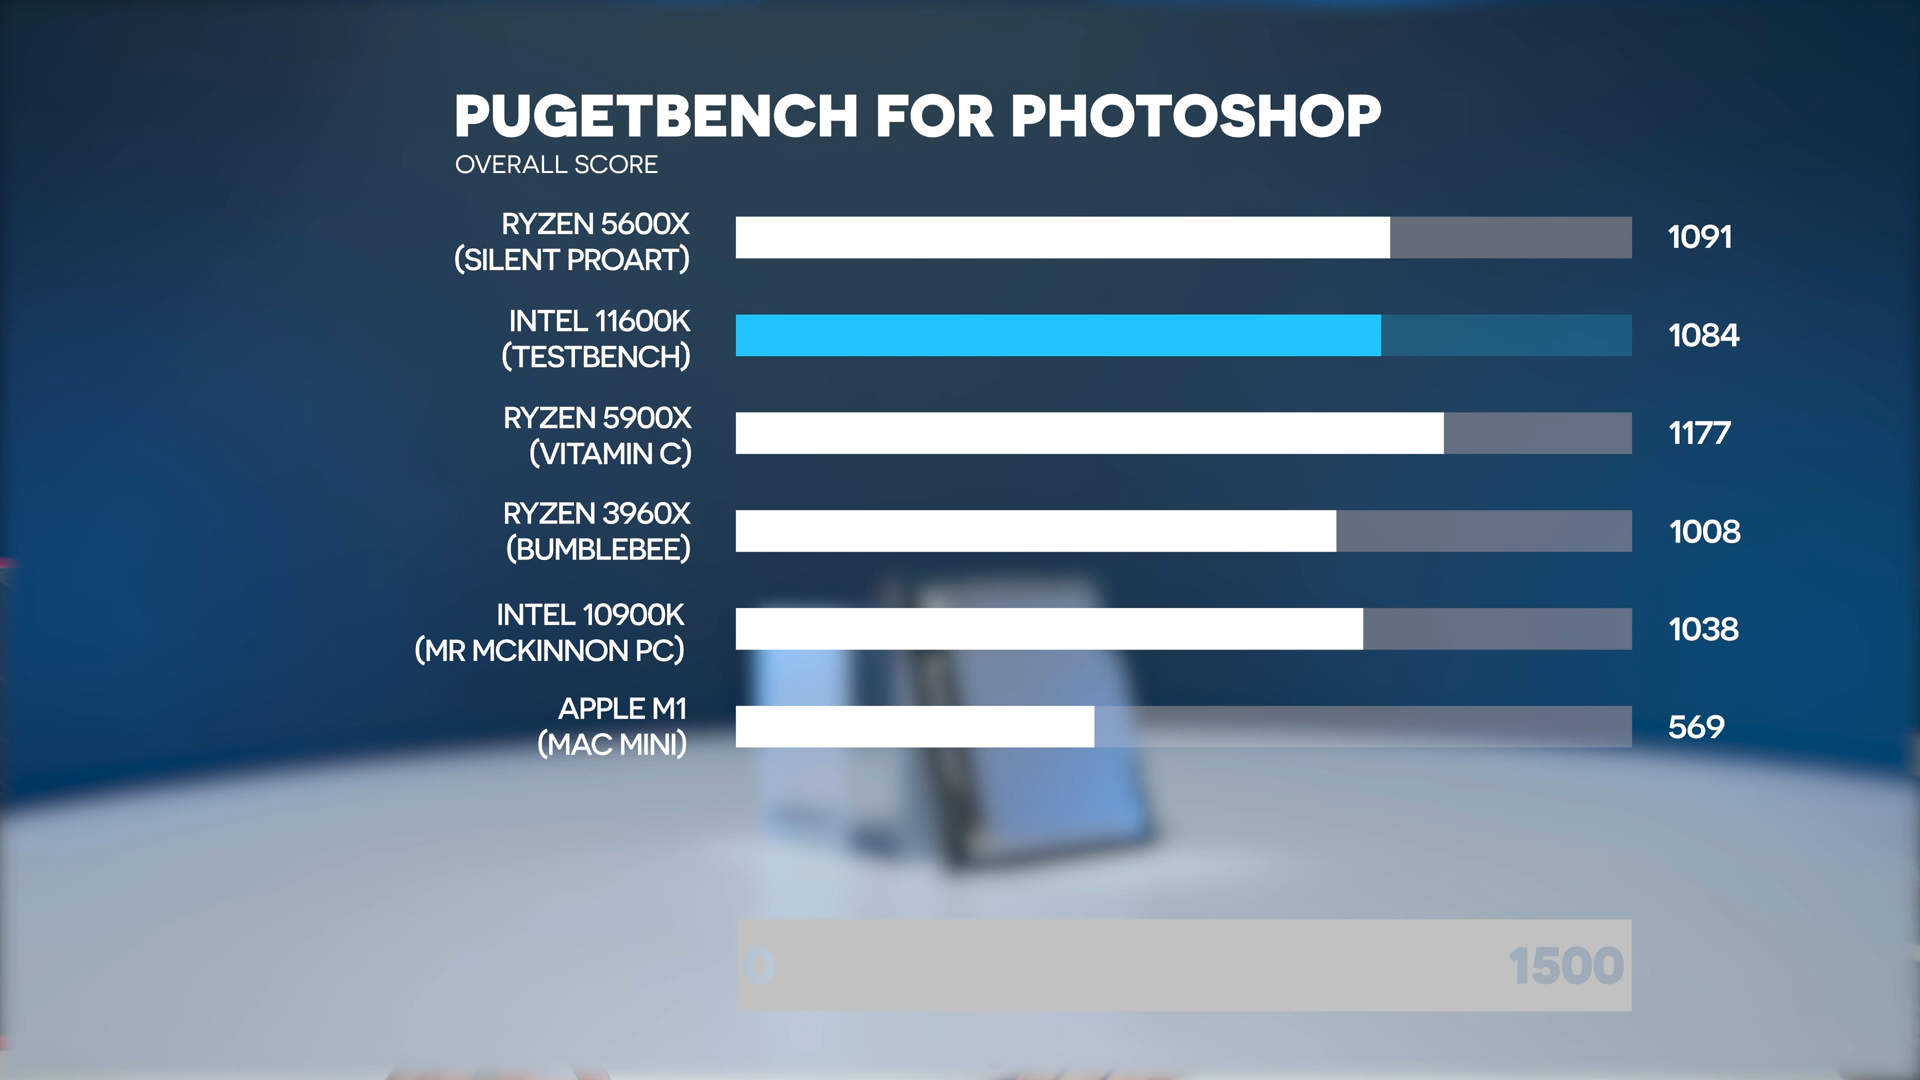 PUGETBENCH FOR PHOTOSHOP
OVERALL SCORE
RYZEN 5600X
(SILENT PROART)
1091
INTEL 11600K
(TESTBENCH)
1084
RYZEN 5900X
(VITAMIN C)
1177
RYZEN 3960X
(BUMBLEBEE)
1008
INTEL 10900K
(MR MCKINNON PC)
1038
APPLE M1
(MAC MINI)
569
0 1500